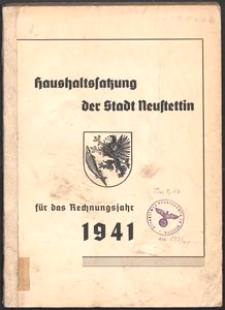 Haushaltssatzung
der Stadt Neustettin
für das Rechnungsjahr
1941